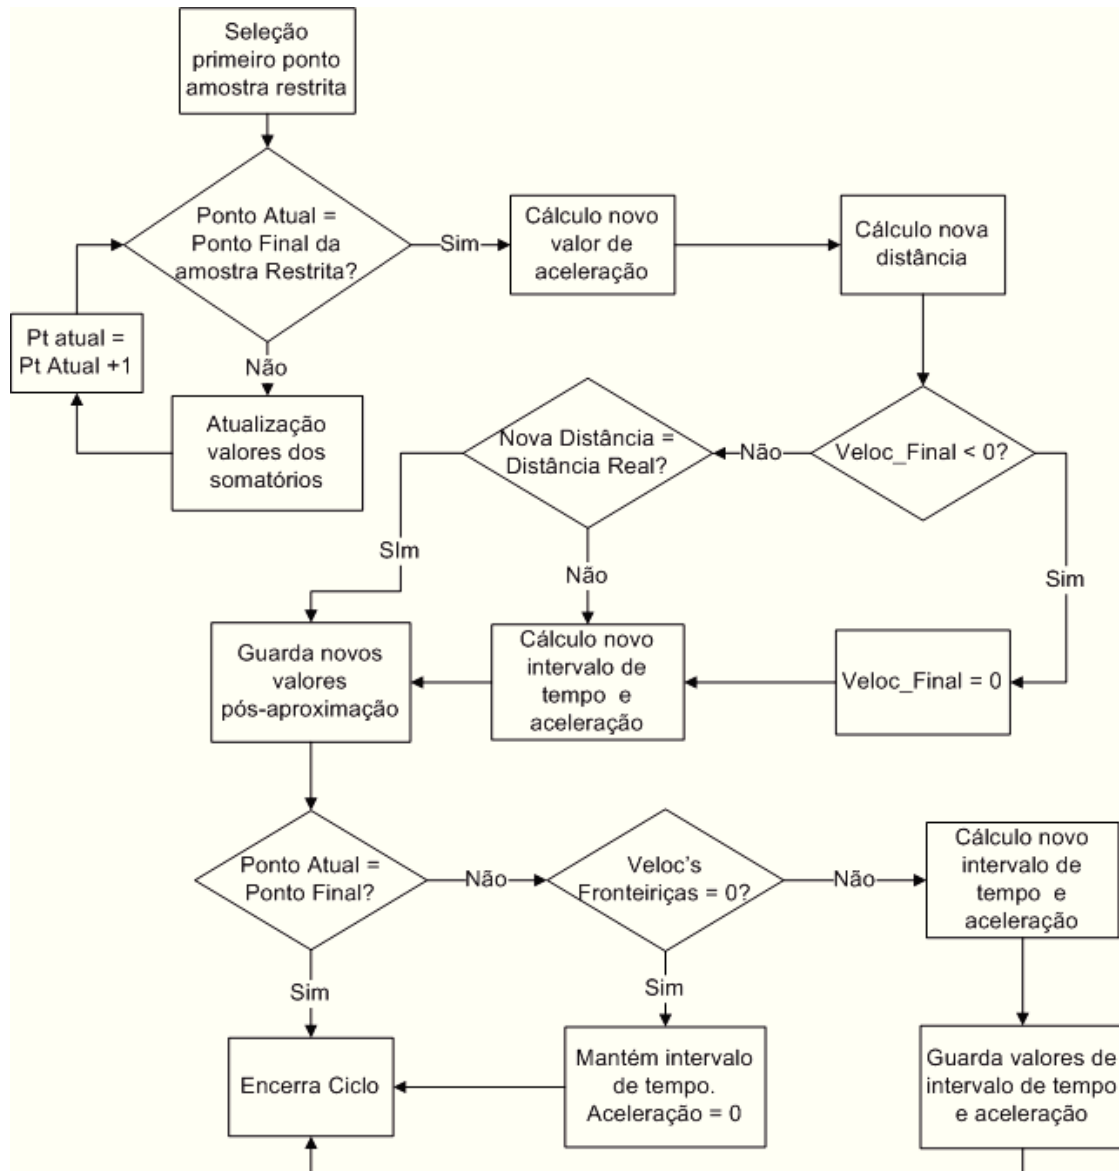 Seleção
primeiro ponto
amostra restrita
Ponto Atual =
Ponto Final da
amostra Restrita?
Sim
Cálculo novo
valor de
aceleração
Cálculo nova
distância
Pt atual =
Pt Atual +1
Não
Atualização
valores dos
somatórios
Nova Distância =
Distância Real?
Não
Veloc_Final < 0?
SIm
Não
Sim
Guarda novos
valores
pós-aproximação
Cálculo novo
intervalo de
tempo e
aceleração
Veloc_Final = 0
Ponto Atual =
Ponto Final?
Não
Veloc's
Fronteiriças = 0?
Não
Cálculo novo
intervalo de
tempo e
aceleração
Sim
Sim
Encerra Ciclo
Mantém intervalo
de tempo.
Aceleração = 0
Guarda valores de
intervalo de tempo
e aceleração